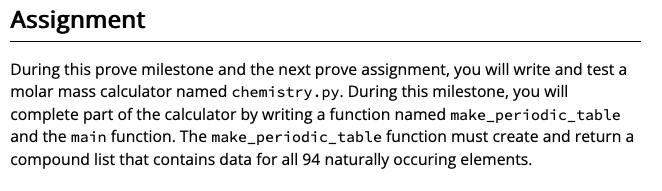 Assignment
During this prove milestone and the next prove assignment, you will write and test a
molar mass calculator named chemistry.py. During this milestone, you will
complete part of the calculator by writing a function named make_periodic_table
and the main function. The make_periodic_table function must create and return a
compound list that contains data for all 94 naturally occuring elements.